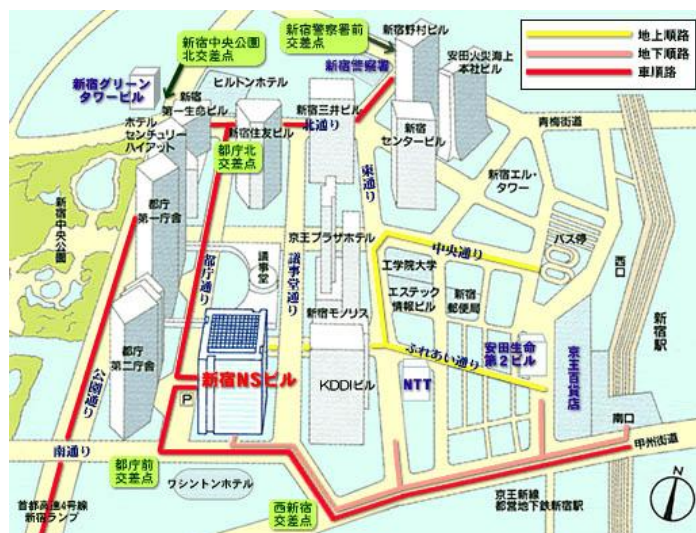 新宿中央公園
北交差点
新宿警察署前
交差点
新宿野村ビル
安田火災海上
本社ビル
地上順路
地下順路
車順路
新宿グリーン
タワービル
ヒルトンホテル
新宿警察署
新宿
第一生命ビル
新宿三井ビル
北通り
新宿住友ビル
新宿
センタービル
青梅街道
ホテル
センチュリー
ハイアット
都庁北
交差点
東通り
新宿エル・
タワー
新宿中央公園
都庁
第一庁舎
都庁通り
議事堂
議事堂通り
京王プラザホテル
中央通り
バス停
西口
工学院大学
エステック
情報ビル
新宿
郵便局
新宿駅
新宿モノリス
ふれあい通り
安田生命
第2ビル
京王百貨店
都庁
第二庁舎
公園通り
新宿NSビル
KDDIビル
NTT
P
南口
南通り
甲州街道
都庁前
交差点
ワシントンホテル
西新宿
交差点
京王新線
都営地下鉄新宿駅
首都高速4号線
新宿ランプ
N